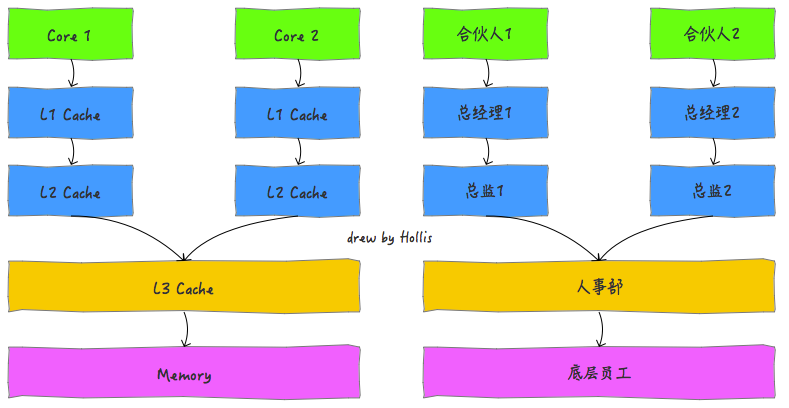 Core 1
Core 2
合伙人1
合伙人2
L1 Cache
L1 Cache
总经理1
总经理2
L2 Cache
L2 Cache
总监1
总监2
drew by Hollis
L3 Cache
人事部
Memory
底层员工